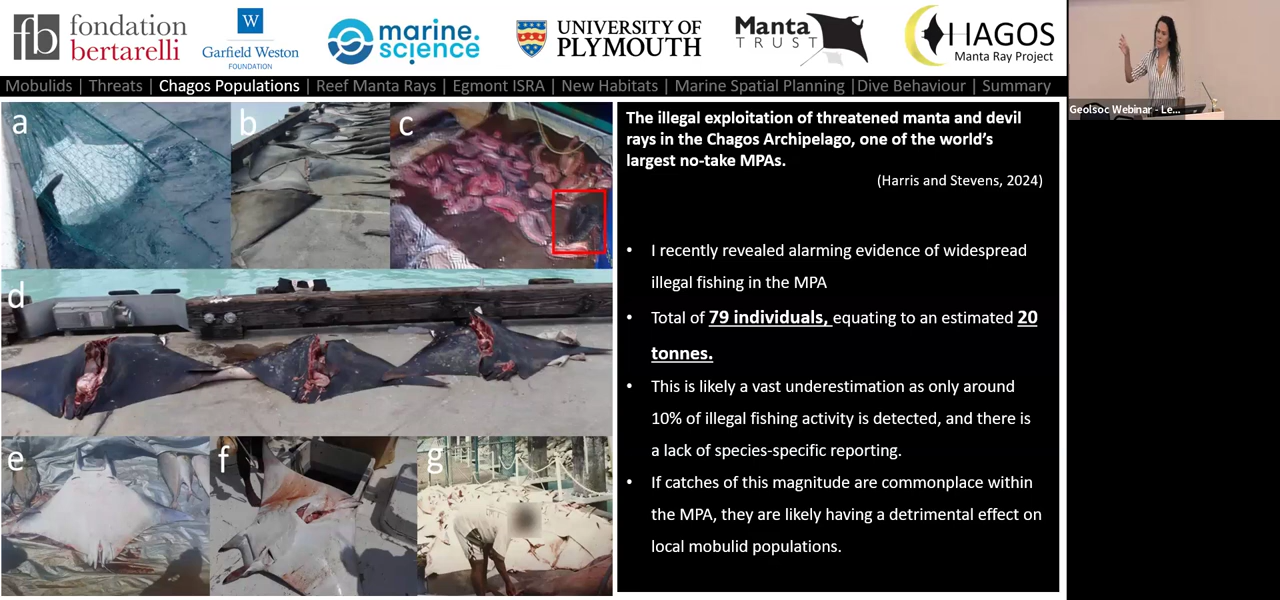 fb fondation bertarelli
W
Garfield Weston
FOUNDATION
marine.
science
UNIVERSITY OF
PLYMOUTH
Manta
TRUST
CHAGOS
Manta Ray Project
Mobulids | Threats | Chagos Populations | Reef Manta Rays | Egmont ISRA | New Habitats | Marine Spatial Planning | Dive Behaviour | Summary
Geolsoc Webinar - Le...
a
b
c
d
e
f
g
The illegal exploitation of threatened manta and devil
rays in the Chagos Archipelago, one of the world's
largest no-take MPAs.
(Harris and Stevens, 2024)
• I recently revealed alarming evidence of widespread
illegal fishing in the MPA
• Total of 79 individuals, equating to an estimated 20
tonnes.
• This is likely a vast underestimation as only around
10% of illegal fishing activity is detected, and there is
a lack of species-specific reporting.
• If catches of this magnitude are commonplace within
the MPA, they are likely having a detrimental effect on
local mobulid populations.